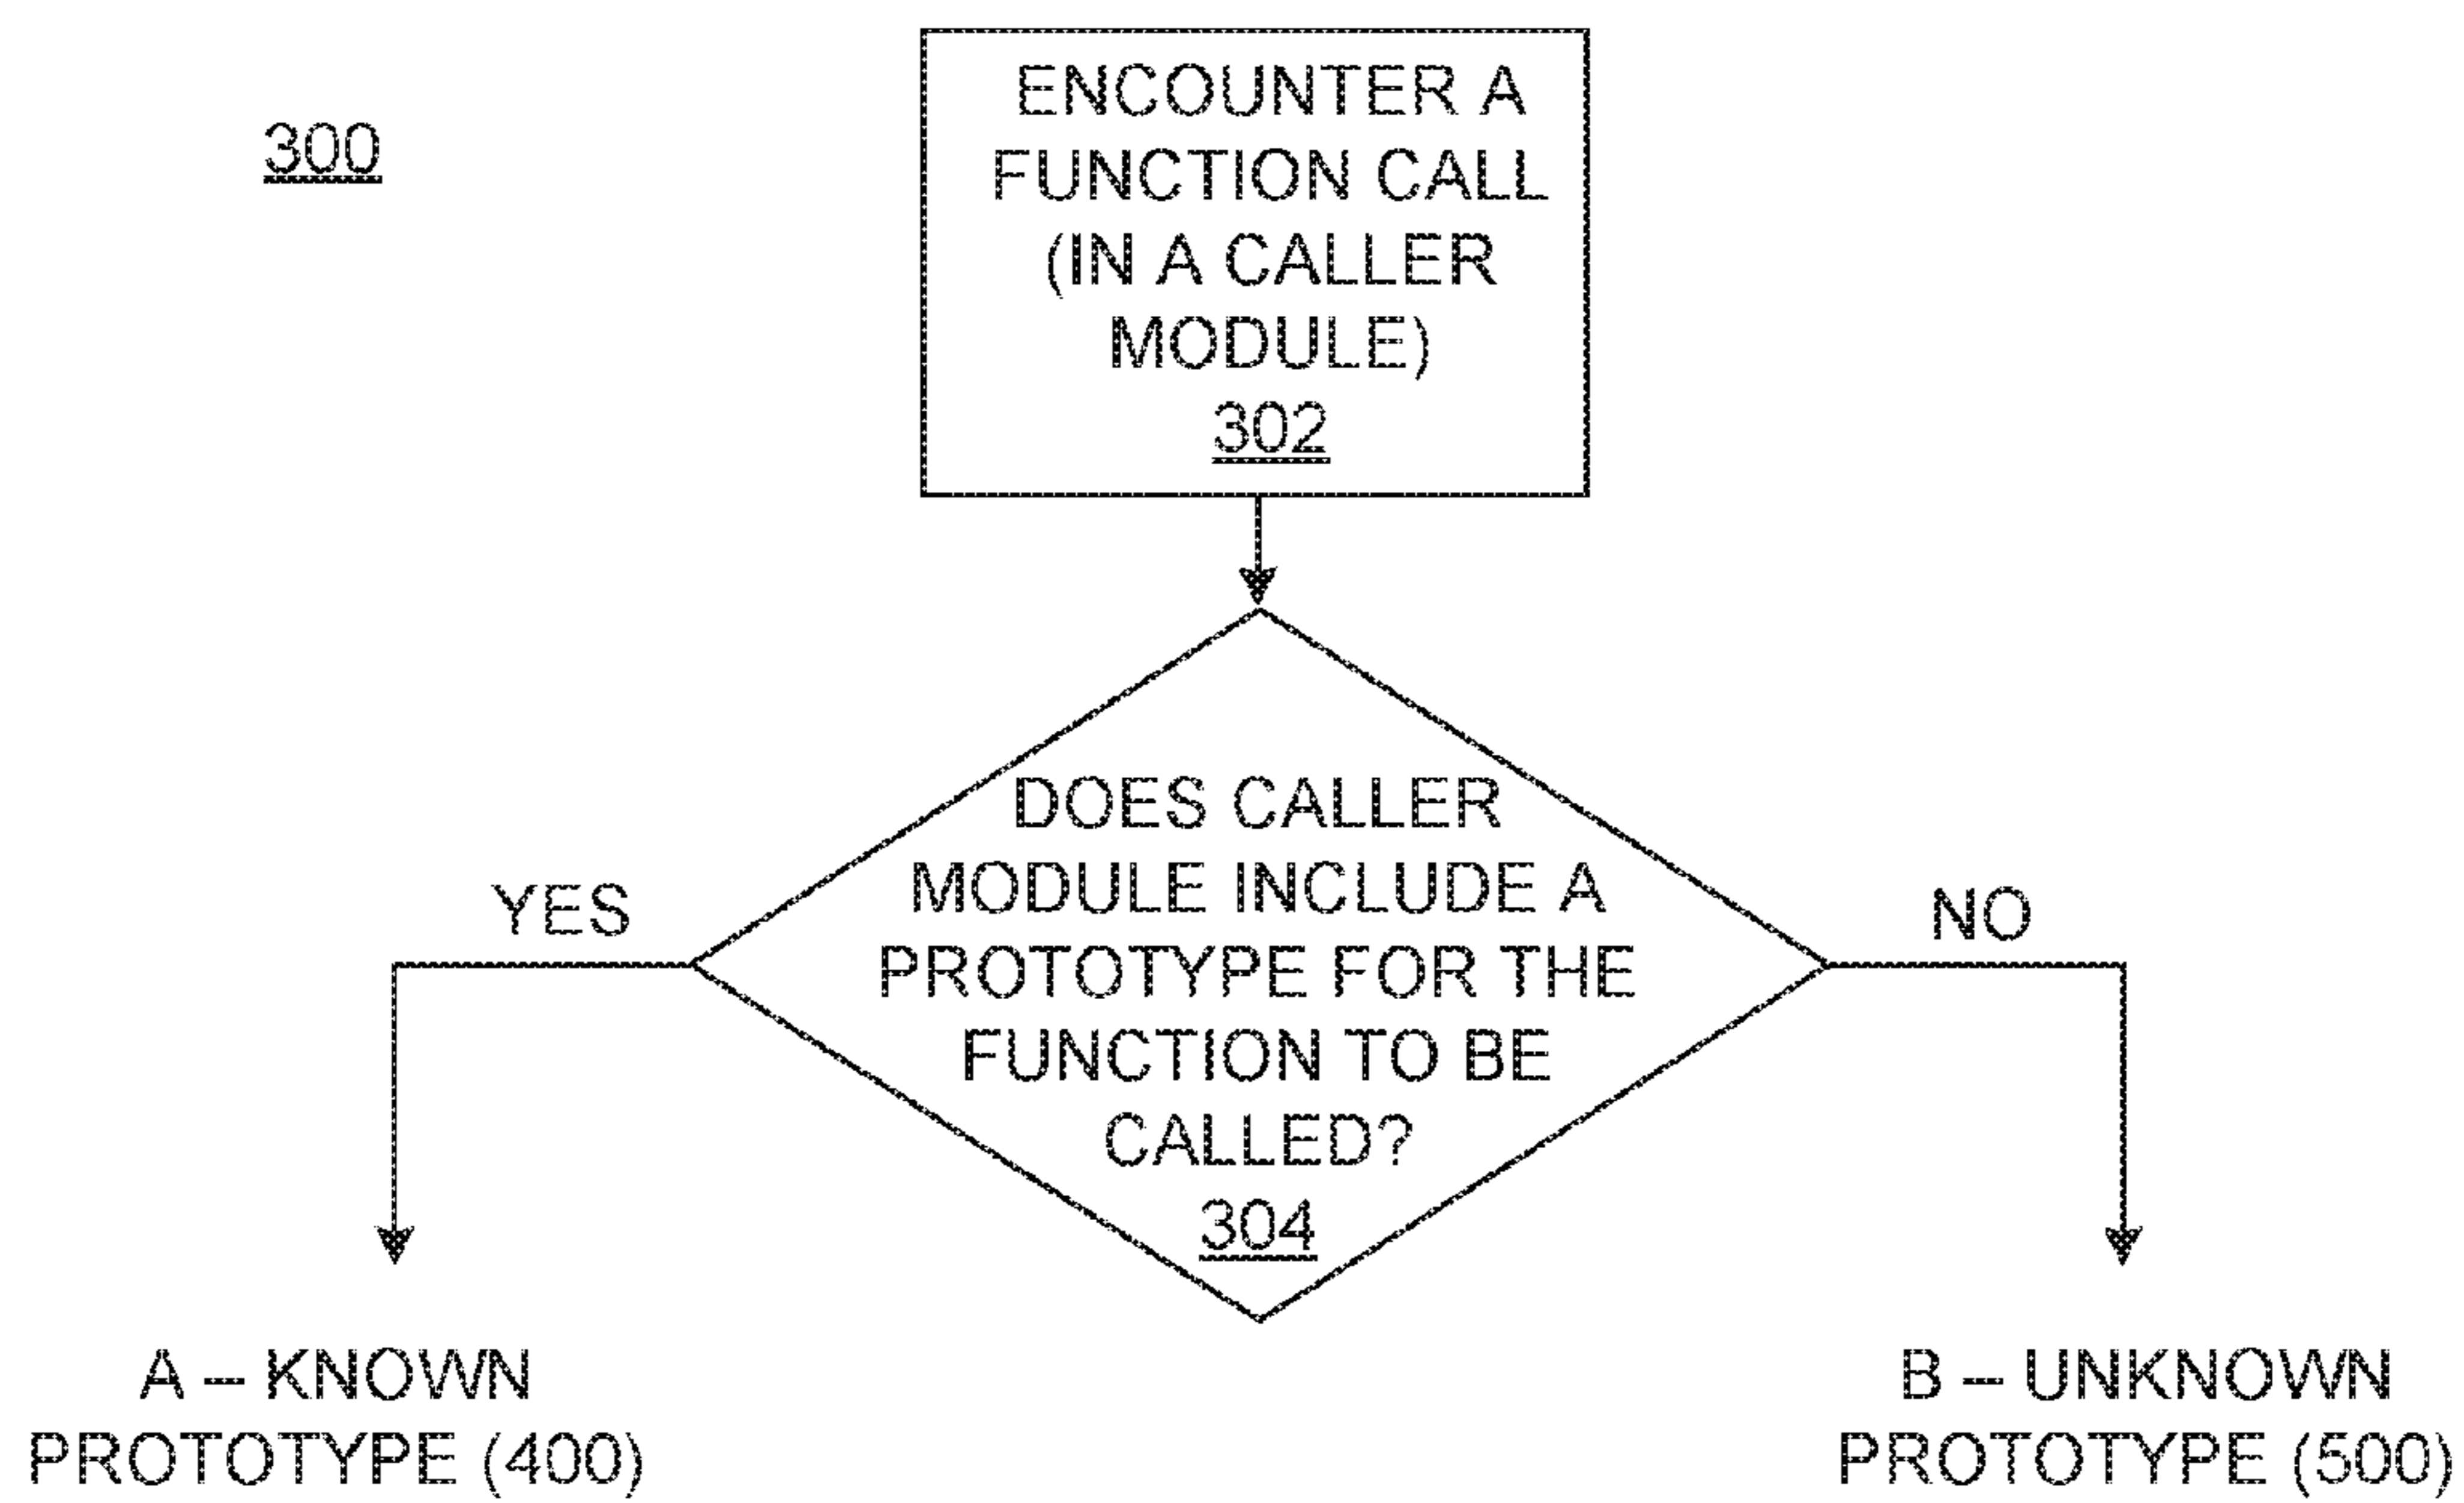 300
ENCOUNTER A
FUNCTION CALL
(IN A CALLER
MODULE)
302
DOES CALLER
MODULE INCLUDE A
PROTOTYPE FOR THE
FUNCTION TO BE
CALLED?
304
YES
NO
A – KNOWN
PROTOTYPE (400)
B – UNKNOWN
PROTOTYPE (500)